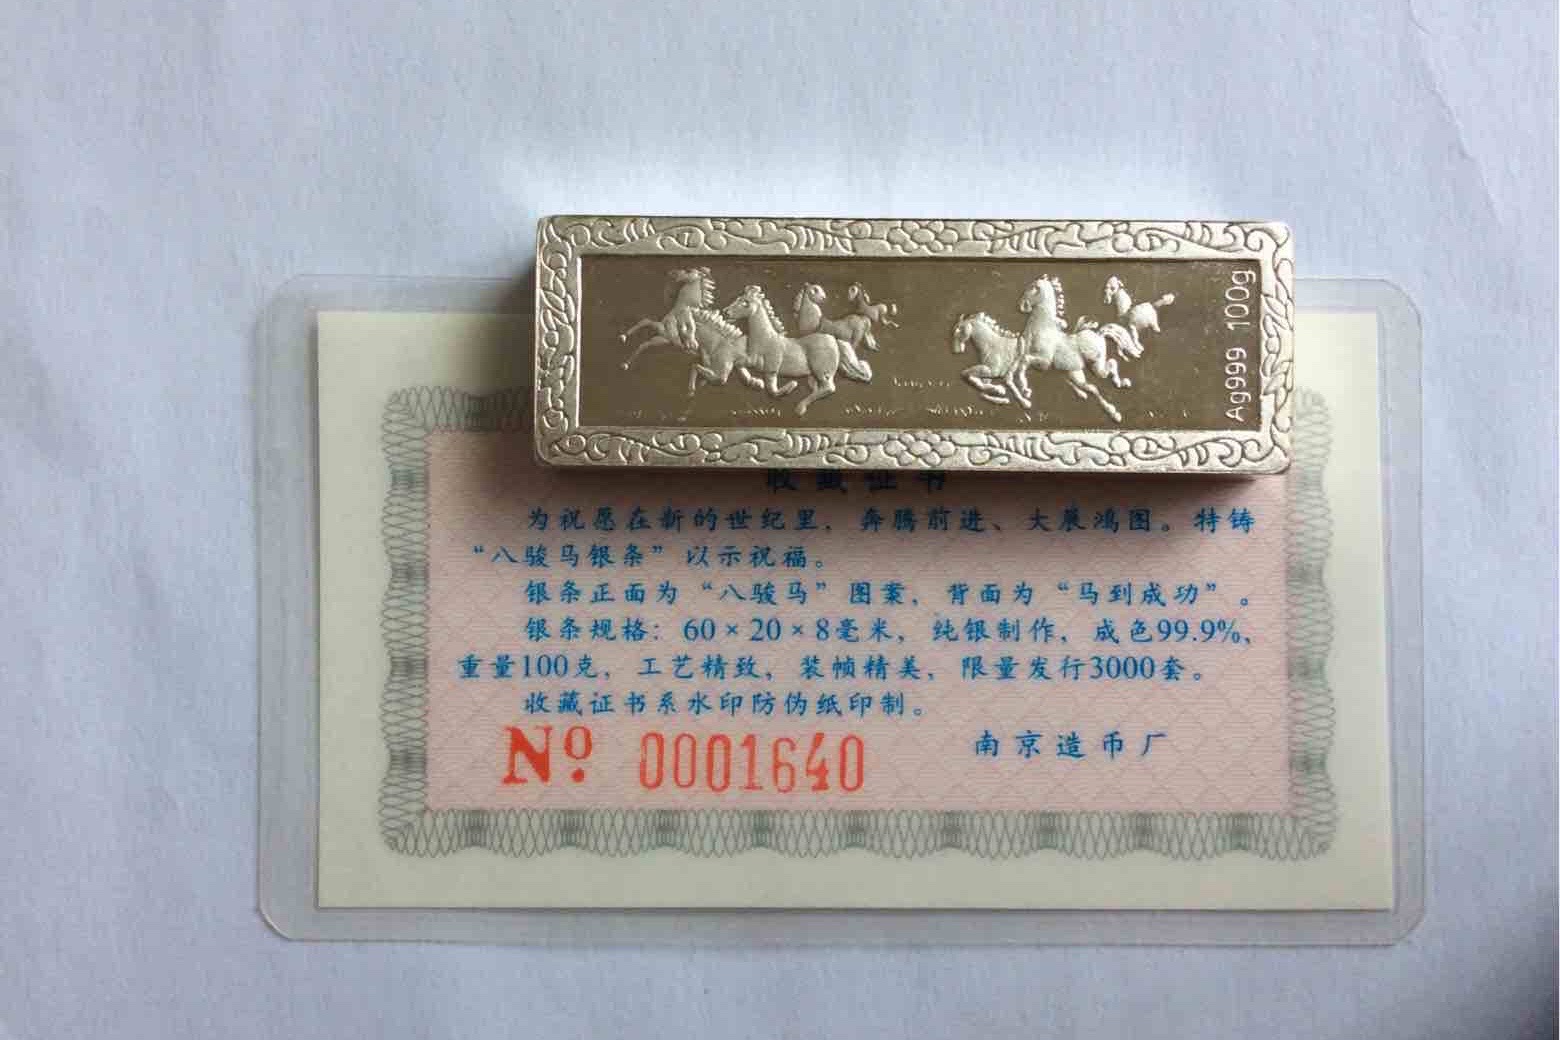 Ag999 100g
收藏证书
为祝愿在新的世纪里，奔腾前进、大展鸿图。特铸
“八骏马银条”以示祝福。
银条正面为“八骏马”图案，背面为“马到成功”。
银条规格：60×20×8毫米，纯银制作，成色99.9%，
重量100克，工艺精致，装帧精美，限量发行3000套。
收藏证书系水印防伪纸印制。
No. 0001640
南京造币厂